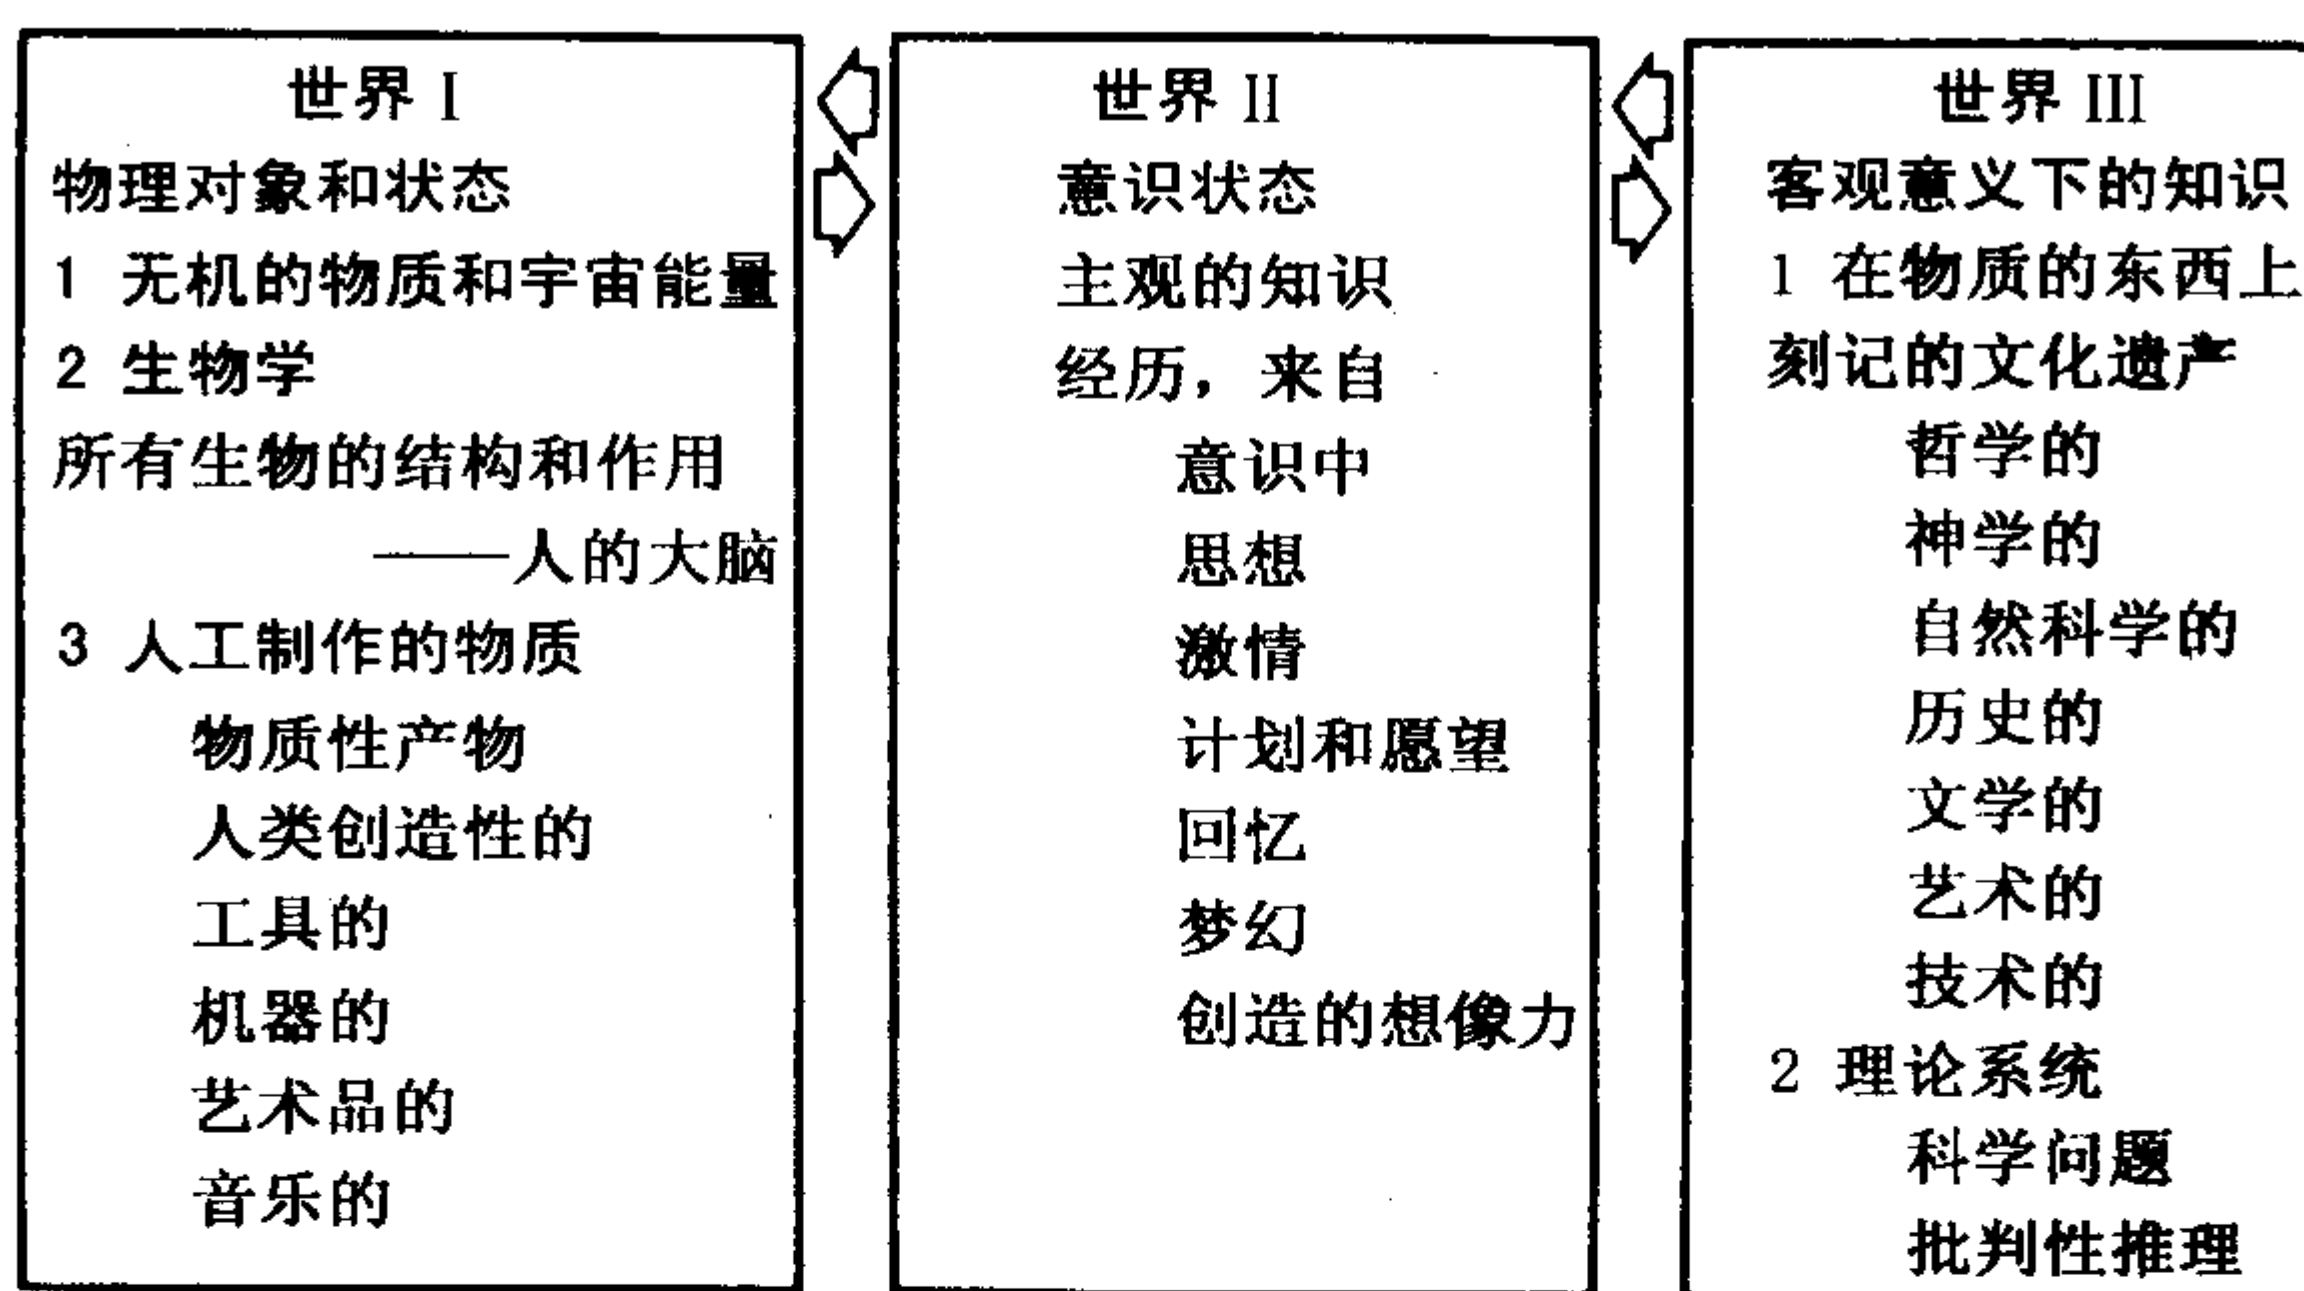 世界 I
物理对象和状态
1 无机的物质和宇宙能量
2 生物学
所有生物的结构和作用
——人的大脑
3 人工制作的物质
物质性产物
人类创造性的
工具的
机器的
艺术品的
音乐的
世界 II
意识状态
主观的知识
经历，来自
意识中
思想
激情
计划和愿望
回忆
梦幻
创造的想像力
世界 III
客观意义下的知识
1 在物质的东西上
刻记的文化遗产
哲学的
神学的
自然科学的
历史的
文学的
艺术的
技术的
2 理论系统
科学问题
批判性推理